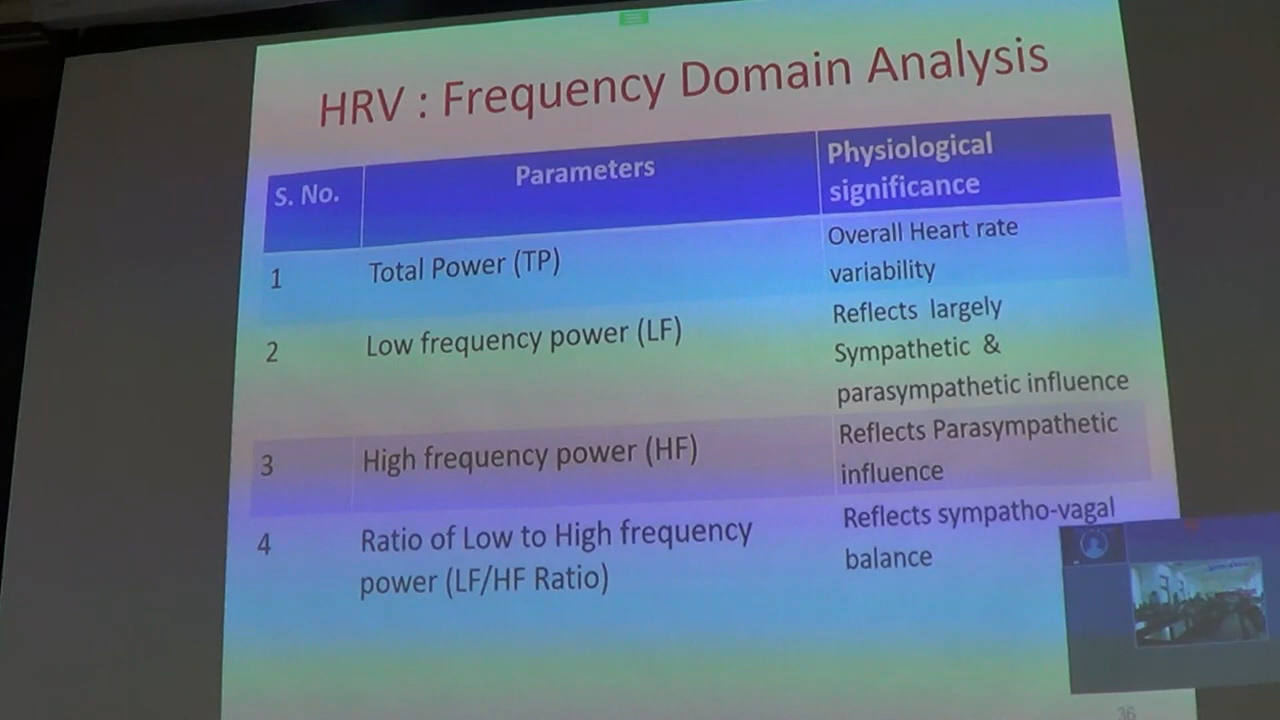 HRV : Frequency Domain Analysis
S. No.
Parameters
Physiological
significance
1
Total Power (TP)
Overall Heart rate
variability
2
Low frequency power (LF)
Reflects largely
Sympathetic &
parasympathetic influence
3
High frequency power (HF)
Reflects Parasympathetic
influence
4
Ratio of Low to High frequency
power (LF/HF Ratio)
Reflects sympatho-vagal
balance
36